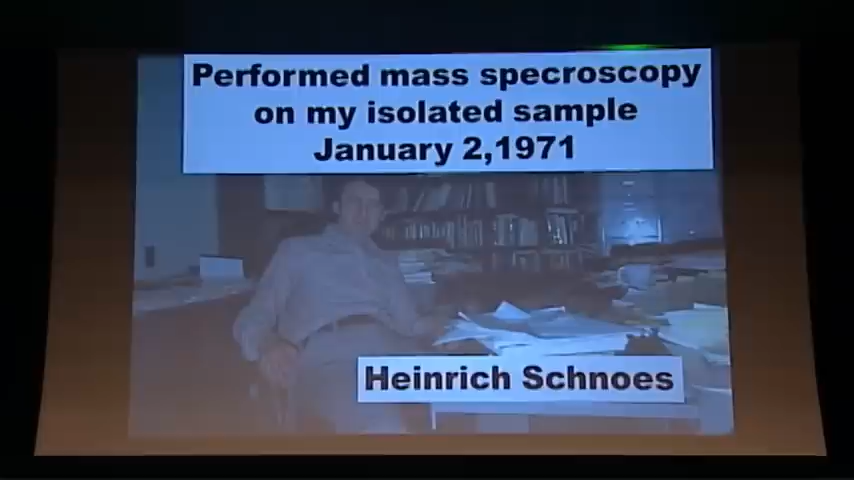 Performed mass specroscopy
on my isolated sample
January 2,1971
Heinrich Schnoes